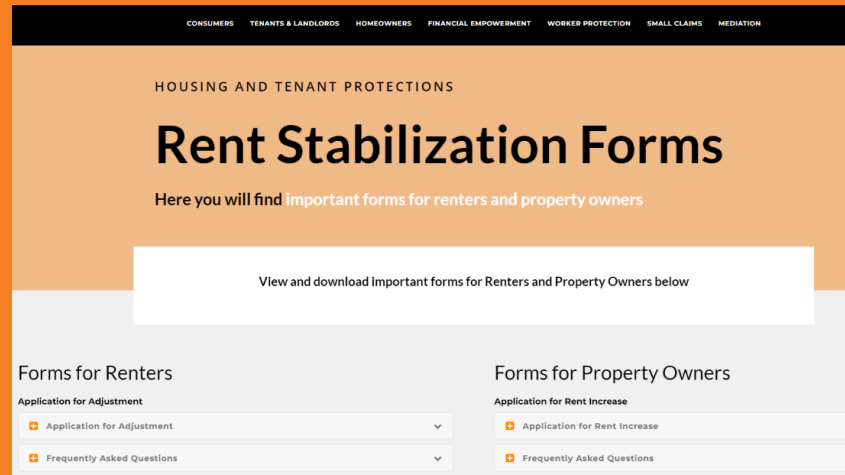 CONSUMERS TENANTS & LANDLORDS HOMEOWNERS FINANCIAL EMPOWERMENT WORKER PROTECTION SMALL CLAIMS MEDIATION
HOUSING AND TENANT PROTECTIONS
Rent Stabilization Forms
Here you will find important forms for renters and property owners
View and download important forms for Renters and Property Owners below
Forms for Renters
Application for Adjustment
Application for Adjustment
Frequently Asked Questions
Forms for Property Owners
Application for Rent Increase
Application for Rent Increase
Frequently Asked Questions